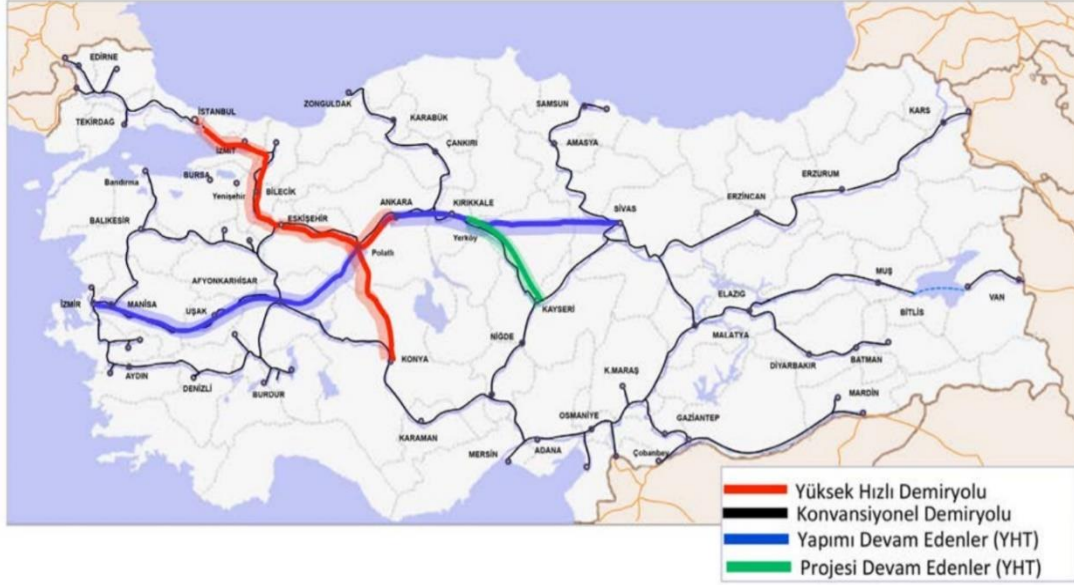 EDİRNE
TEKİRDAG
İSTANBUL
İZMİT
ZONGULDAK
KARABÜK
ÇANKIRI
SAMSUN
AMASYA
KARS
ERZURUM
ERZİNCAN
Bandırma
BURSA
Yenişehir
BİLECİK
BALIKESİR
ESKİŞEHİR
ANKARA
KIRIKKALE
SİVAS
Polatlı
Yerköy
AFYONKARHİSAR
İZMİR
MANİSA
UŞAK
KAYSERİ
ELAZIG
MUŞ
VAN
BİTLİS
MALATYA
NİĞDE
KONYA
AYDIN
DENİZLİ
BURDUR
DİYARBAKIR
BATMAN
K.MARAŞ
MARDİN
OSMANİYE
GAZİANTEP
KARAMAN
MERSİN
ADANA
Çobanbey
Yüksek Hızlı Demiryolu
Konvansiyonel Demiryolu
Yapımı Devam Edenler (YHT)
Projesi Devam Edenler (YHT)